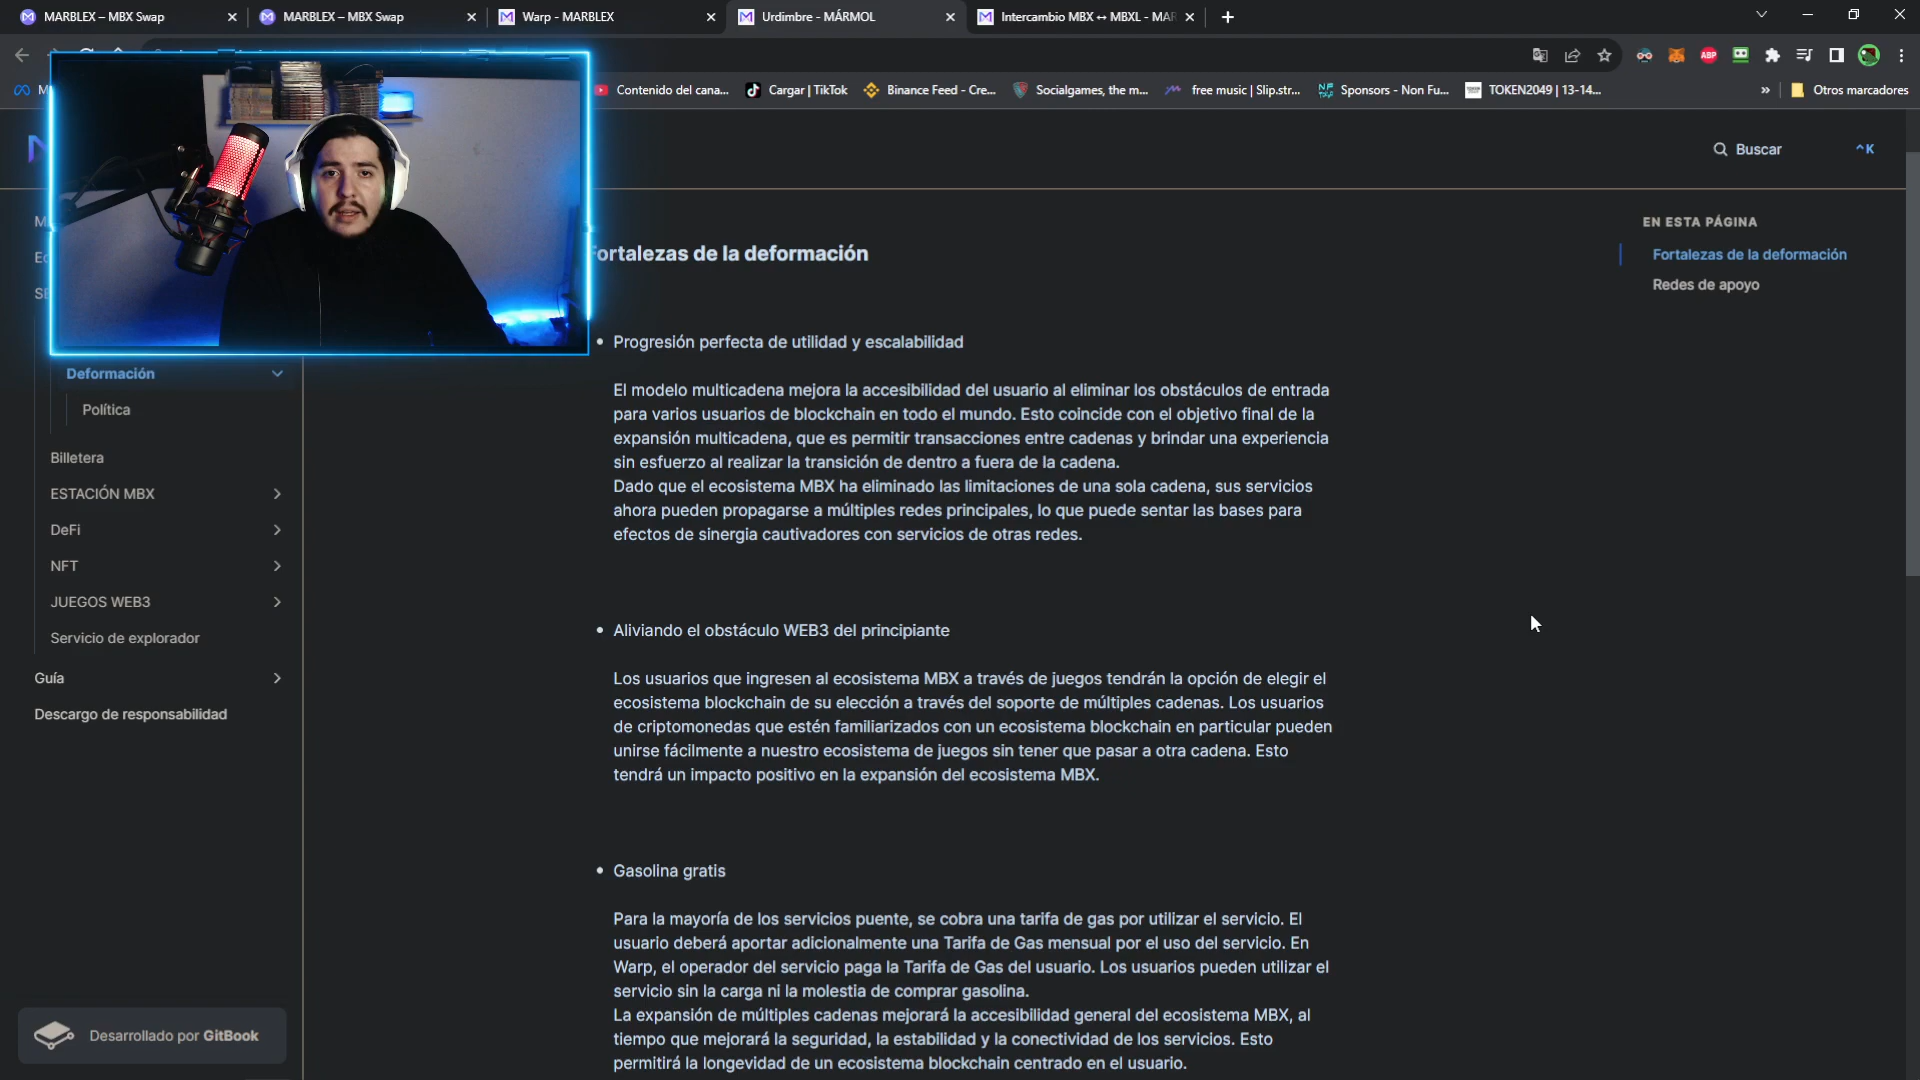 MARBLEX – MBX Swap
MARBLEX – MBX Swap
Warp - MARBLEX
Urdimbre - MÁRMOL
Intercambio MBX ↔ MBXL - MAR
Contenido del cana...
Cargar | TikTok
Binance Feed - Cre...
Socialgames, the m...
free music | Slip.str...
Sponsors - Non Fu...
TOKEN2049 | 13-14...
»
Otros marcadores
Buscar
^K
Deformación
Política
Billetera
ESTACIÓN MBX
DeFi
NFT
JUEGOS WEB3
Servicio de explorador
Guía
Descargo de responsabilidad
Desarrollado por GitBook
ortalezas de la deformación
• Progresión perfecta de utilidad y escalabilidad
El modelo multicadena mejora la accesibilidad del usuario al eliminar los obstáculos de entrada
para varios usuarios de blockchain en todo el mundo. Esto coincide con el objetivo final de la
expansión multicadena, que es permitir transacciones entre cadenas y brindar una experiencia
sin esfuerzo al realizar la transición de dentro a fuera de la cadena.
Dado que el ecosistema MBX ha eliminado las limitaciones de una sola cadena, sus servicios
ahora pueden propagarse a múltiples redes principales, lo que puede sentar las bases para
efectos de sinergia cautivadores con servicios de otras redes.
• Aliviando el obstáculo WEB3 del principiante
Los usuarios que ingresen al ecosistema MBX a través de juegos tendrán la opción de elegir el
ecosistema blockchain de su elección a través del soporte de múltiples cadenas. Los usuarios
de criptomonedas que estén familiarizados con un ecosistema blockchain en particular pueden
unirse fácilmente a nuestro ecosistema de juegos sin tener que pasar a otra cadena. Esto
tendrá un impacto positivo en la expansión del ecosistema MBX.
• Gasolina gratis
Para la mayoría de los servicios puente, se cobra una tarifa de gas por utilizar el servicio. El
usuario deberá aportar adicionalmente una Tarifa de Gas mensual por el uso del servicio. En
Warp, el operador del servicio paga la Tarifa de Gas del usuario. Los usuarios pueden utilizar el
servicio sin la carga ni la molestia de comprar gasolina.
La expansión de múltiples cadenas mejorará la accesibilidad general del ecosistema MBX, al
tiempo que mejorará la seguridad, la estabilidad y la conectividad de los servicios. Esto
permitirá la longevidad de un ecosistema blockchain centrado en el usuario.
EN ESTA PÁGINA
Fortalezas de la deformación
Redes de apoyo